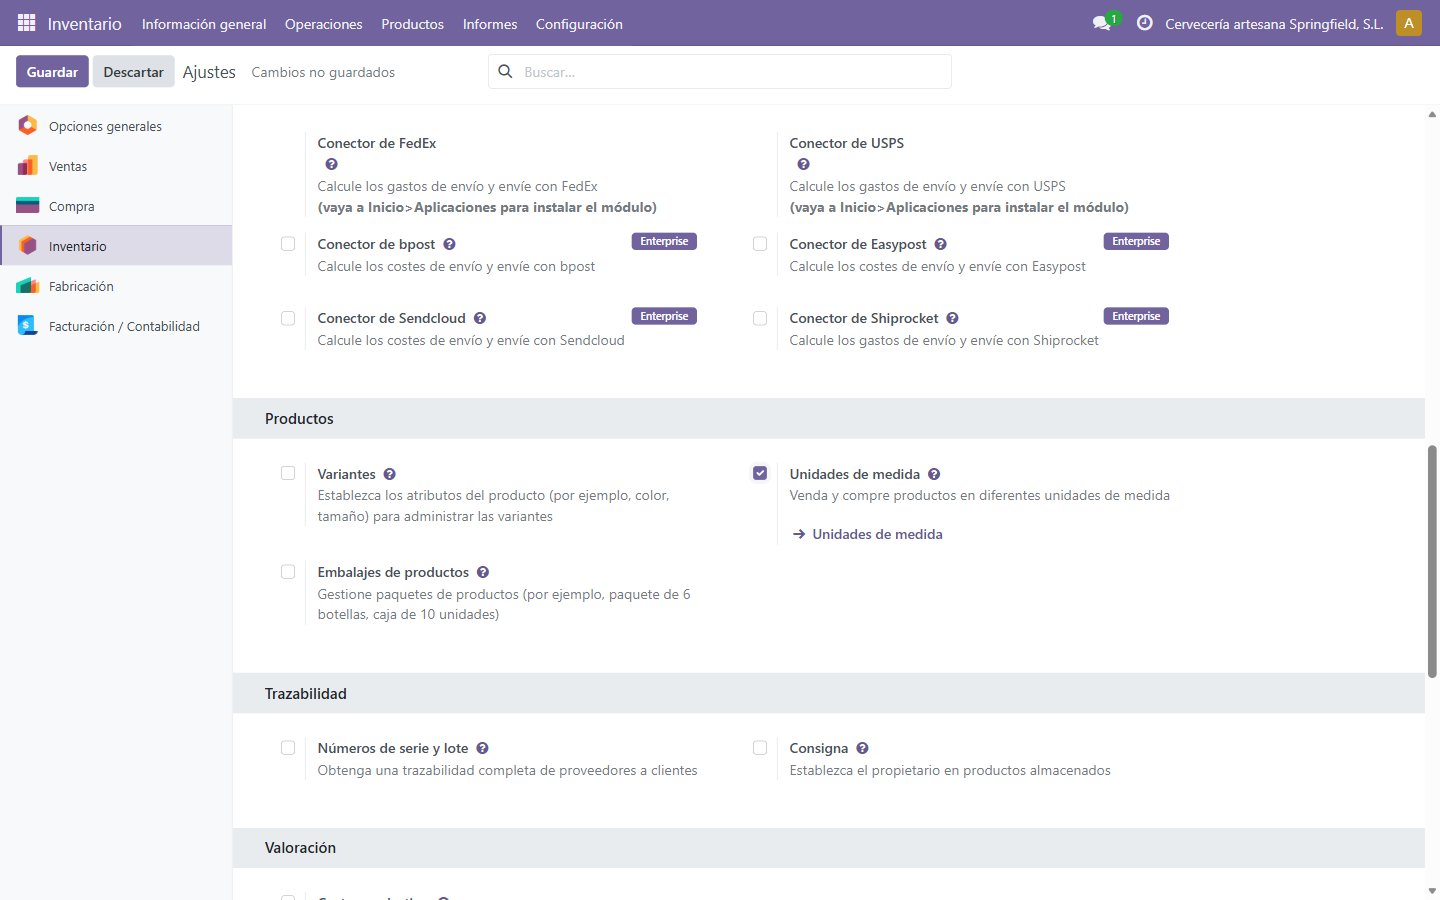 Inventario
Información general
Operaciones
Productos
Informes
Configuración
1
Cervecería artesana Springfield, S.L.
A
Guardar
Descartar
Ajustes
Cambios no guardados
Buscar...
Opciones generales
Ventas
Compra
Inventario
Fabricación
Facturación / Contabilidad
Conector de FedEx
Calcule los gastos de envío y envíe con FedEx
(vaya a Inicio>Aplicaciones para instalar el módulo)
Conector de USPS
Calcule los gastos de envío y envíe con USPS
(vaya a Inicio>Aplicaciones para instalar el módulo)
Conector de bpost
Enterprise
Calcule los costes de envío y envíe con bpost
Conector de Easypost
Enterprise
Calcule los costes de envío y envíe con Easypost
Conector de Sendcloud
Enterprise
Calcule los costes de envío y envíe con Sendcloud
Conector de Shiprocket
Enterprise
Calcule los gastos de envío y envíe con Shiprocket
Productos
Variantes
Establezca los atributos del producto (por ejemplo, color,
tamaño) para administrar las variantes
Unidades de medida
Venda y compre productos en diferentes unidades de medida
Unidades de medida
Embalajes de productos
Gestione paquetes de productos (por ejemplo, paquete de 6
botellas, caja de 10 unidades)
Trazabilidad
Números de serie y lote
Obtenga una trazabilidad completa de proveedores a clientes
Consigna
Establezca el propietario en productos almacenados
Valoración